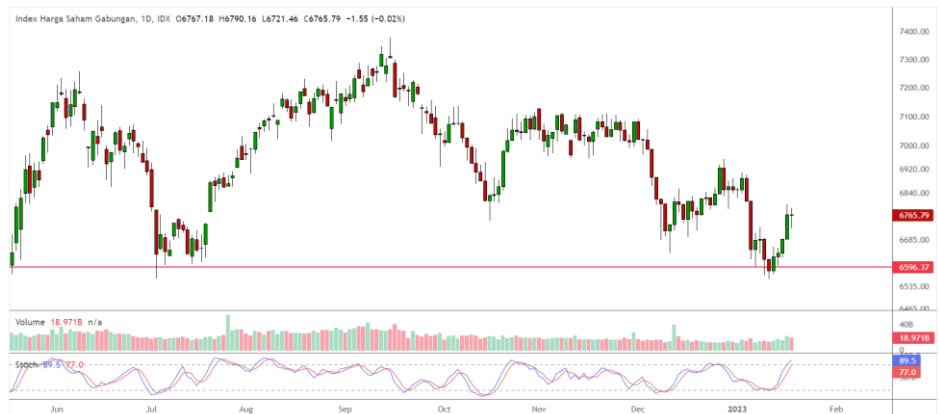 Index Harga Saham Gabungan, 1D, IDX O6767.18 H6790.16 L6721.46 C6765.79 −1.55 (−0.02%)
7400.00
7300.00
7200.00
7100.00
7000.00
6920.00
6840.00
6765.79
6685.00
6596.37
6535.00
6465.00
Volume 18.971B n/a
40B
18.971B
0
Stoch 89.5 77.0
89.5
77.0
Jun Jul Aug Sep Oct Nov Dec 2023 Feb